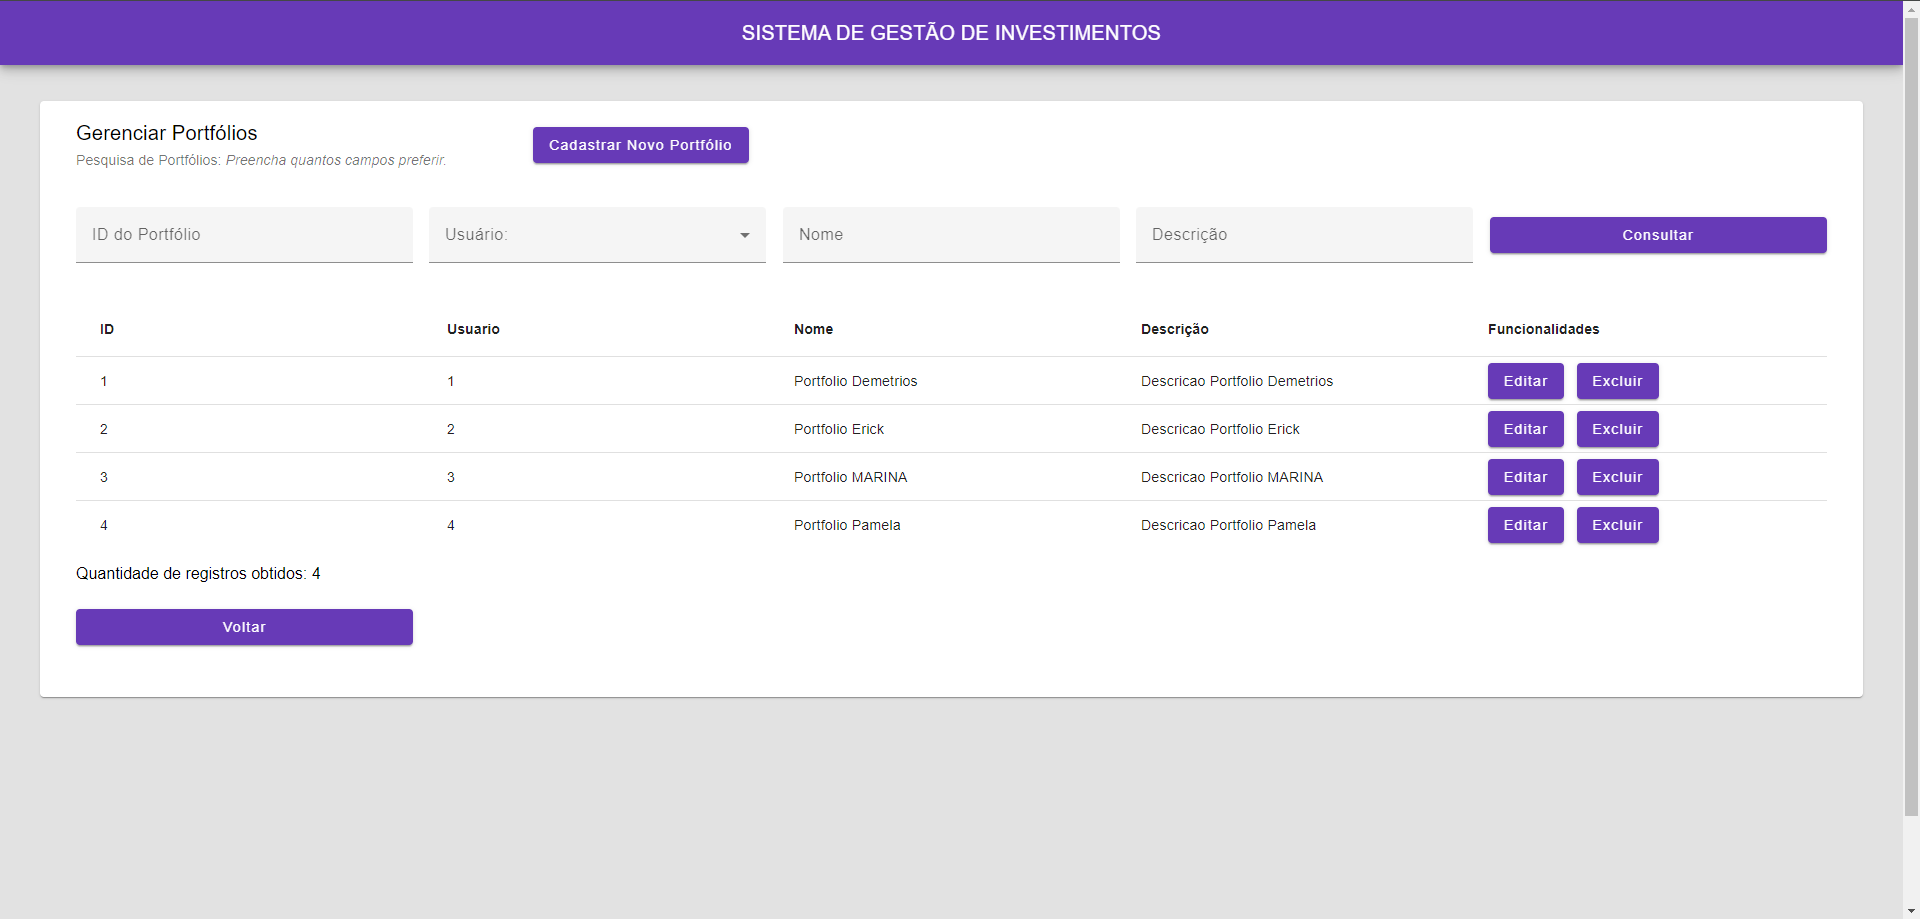 SISTEMA DE GESTÃO DE INVESTIMENTOS
Gerenciar Portfólios
Pesquisa de Portfólios: Preencha quantos campos preferir.
Cadastrar Novo Portfólio
ID do Portfólio
Usuário:
Nome
Descrição
Consultar
ID Usuario Nome Descrição Funcionalidades
1 1 Portfolio Demetrios Descricao Portfolio Demetrios Editar Excluir
2 2 Portfolio Erick Descricao Portfolio Erick Editar Excluir
3 3 Portfolio MARINA Descricao Portfolio MARINA Editar Excluir
4 4 Portfolio Pamela Descricao Portfolio Pamela Editar Excluir
Quantidade de registros obtidos: 4
Voltar